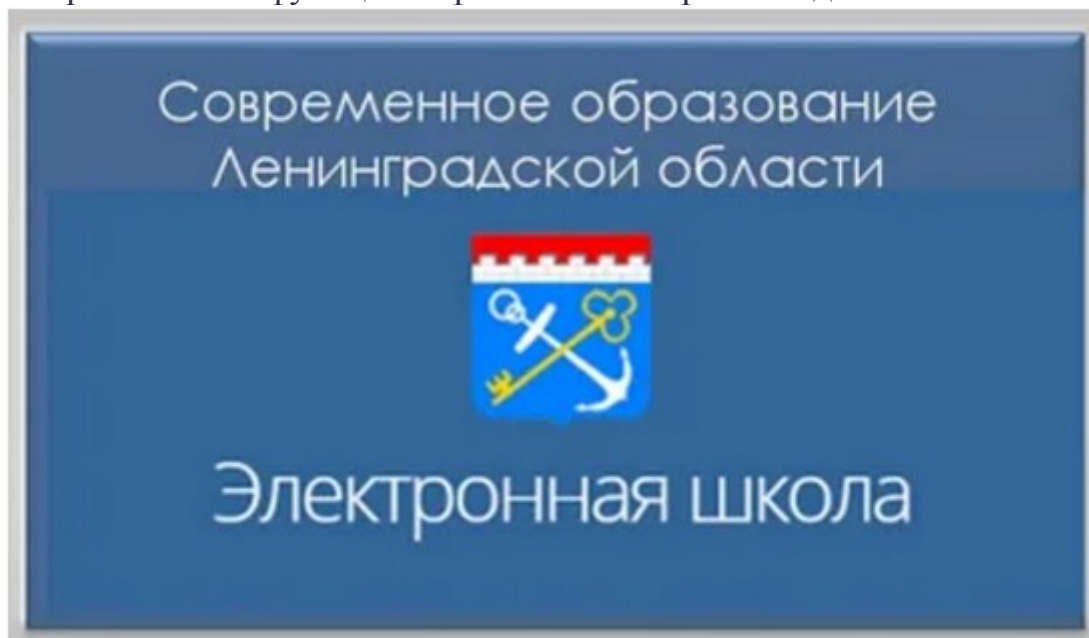 Современное образование
Ленинградской области
Электронная школа